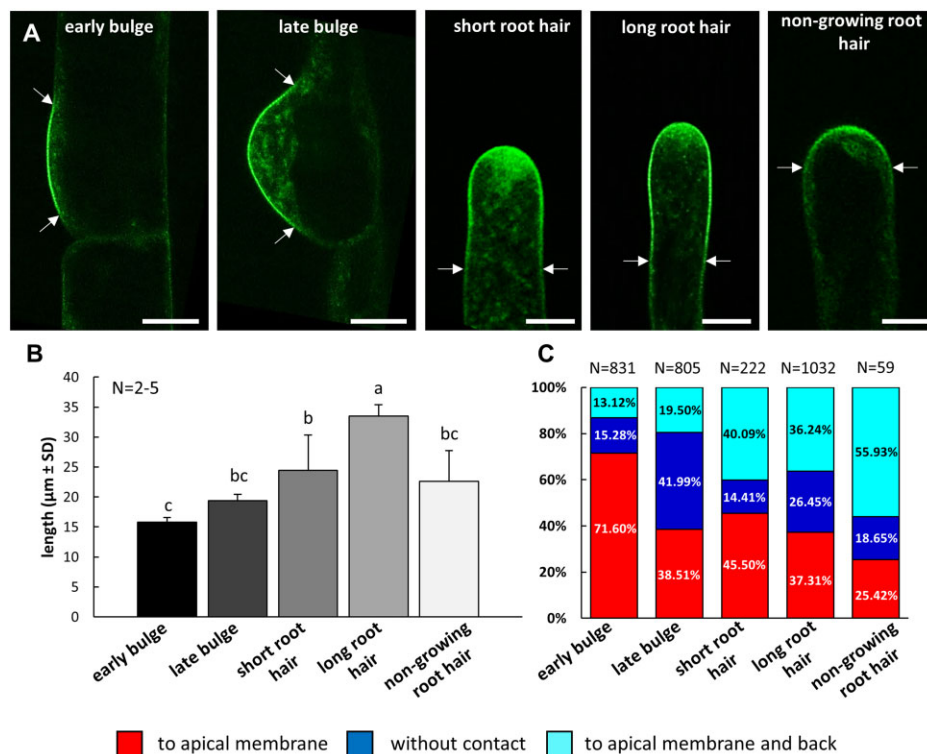 A
early bulge
late bulge
short root hair
long root hair
non-growing root
hair
B
N=2-5
length (µm ± SD)
40
35
30
25
20
15
10
5
0
c
bc
b
a
bc
early bulge
late bulge
short root
hair
long root
hair
non-growing
root hair
C
N=831
N=805
N=222
N=1032
N=59
100%
80%
60%
40%
20%
0%
13.12%
15.28%
71.60%
19.50%
41.99%
38.51%
40.09%
14.41%
45.50%
36.24%
26.45%
37.31%
55.93%
18.65%
25.42%
early bulge
late bulge
short root
hair
long root
hair
non-growing
root hair
to apical membrane
without contact
to apical membrane and back